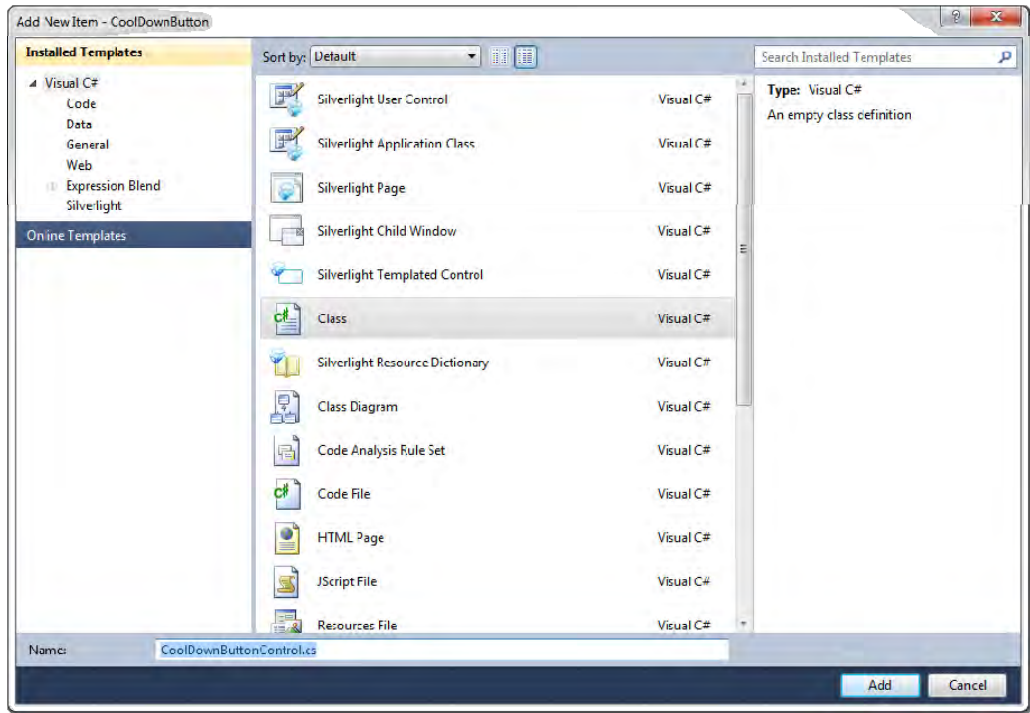 Add New Item - CoolDownButton
Installed Templates
Visual C#
Code
Data
General
Web
Expression Blend
Silverlight
Online Templates
Sort by: Default
Search Installed Templates
Silverlight User Control Visual C#
Silverlight Application Class Visual C#
Silverlight Page Visual C#
Silverlight Child Window Visual C#
Silverlight Templated Control Visual C#
Class Visual C#
Silverlight Resource Dictionary Visual C#
Class Diagram Visual C#
Code Analysis Rule Set Visual C#
Code File Visual C#
HTML Page Visual C#
JScript File Visual C#
Resources File Visual C#
Type: Visual C#
An empty class definition
Name: CoolDownButtonControl.cs
Add Cancel